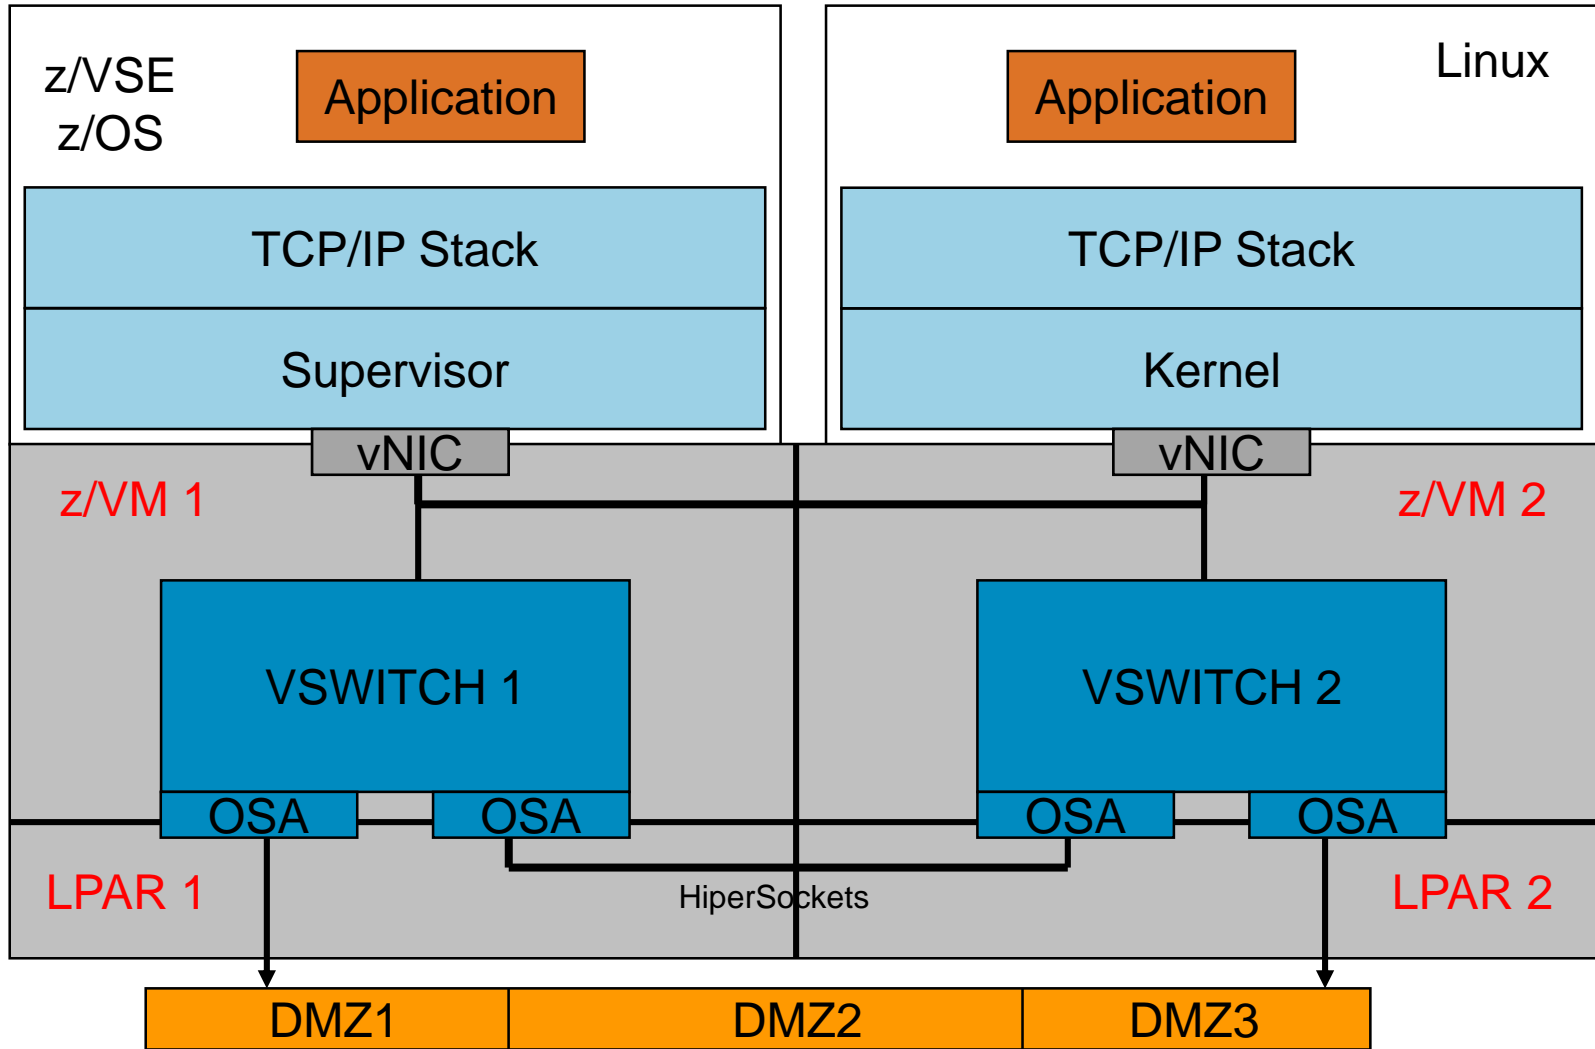 z/VSE
z/OS
Application
Application
Linux
TCP/IP Stack
TCP/IP Stack
Supervisor
Kernel
vNIC
vNIC
z/VM 1
z/VM 2
VSWITCH 1
VSWITCH 2
OSA
OSA
OSA
OSA
LPAR 1
HiperSockets
LPAR 2
DMZ1
DMZ2
DMZ3